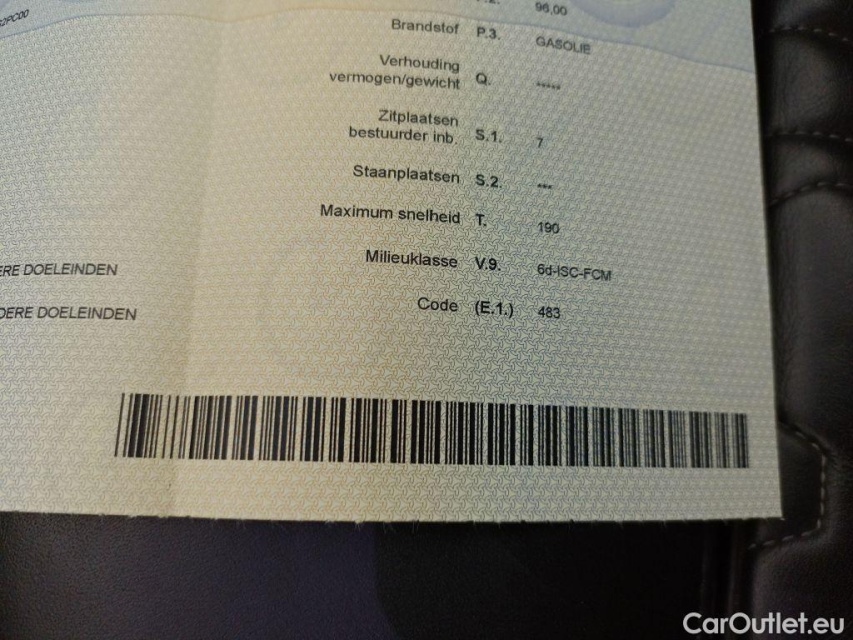 96,00
Brandstof P.3. GASOLIE
Verhouding
vermogen/gewicht Q. *****
Zitplaatsen
bestuurder inb. S.1. 7
Staanplaatsen S.2. ***
Maximum snelheid T. 190
Milieuklasse V.9. 6d-ISC-FCM
ERE DOELEINDEN
Code (E.1.) 483
DERE DOELEINDEN
CarOutlet.eu